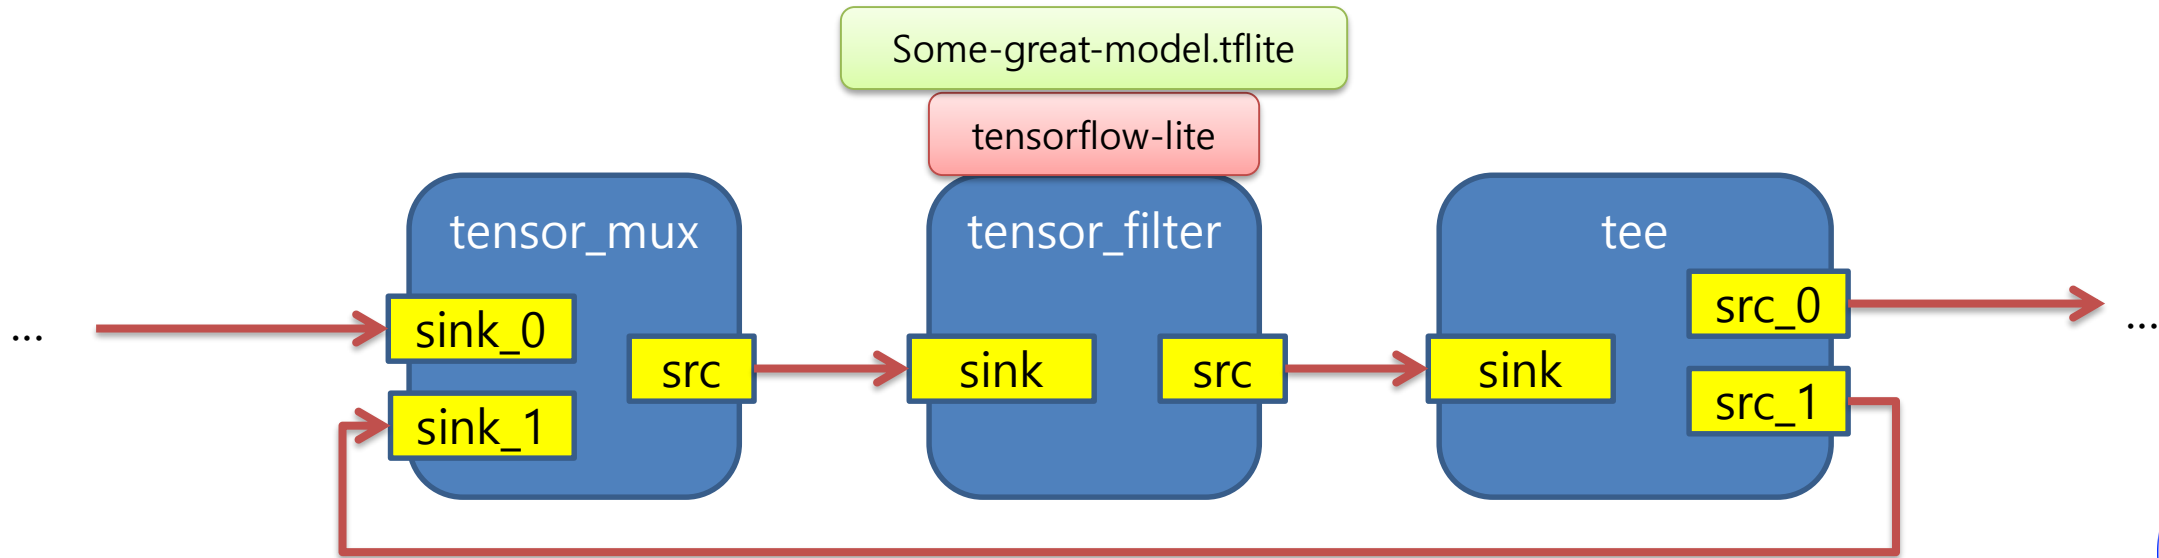 Some-great-model.tflite
tensorflow-lite
tensor_mux
tensor_filter
tee
...
sink_0
src
sink_1
sink
src
sink
src_0
src_1
...